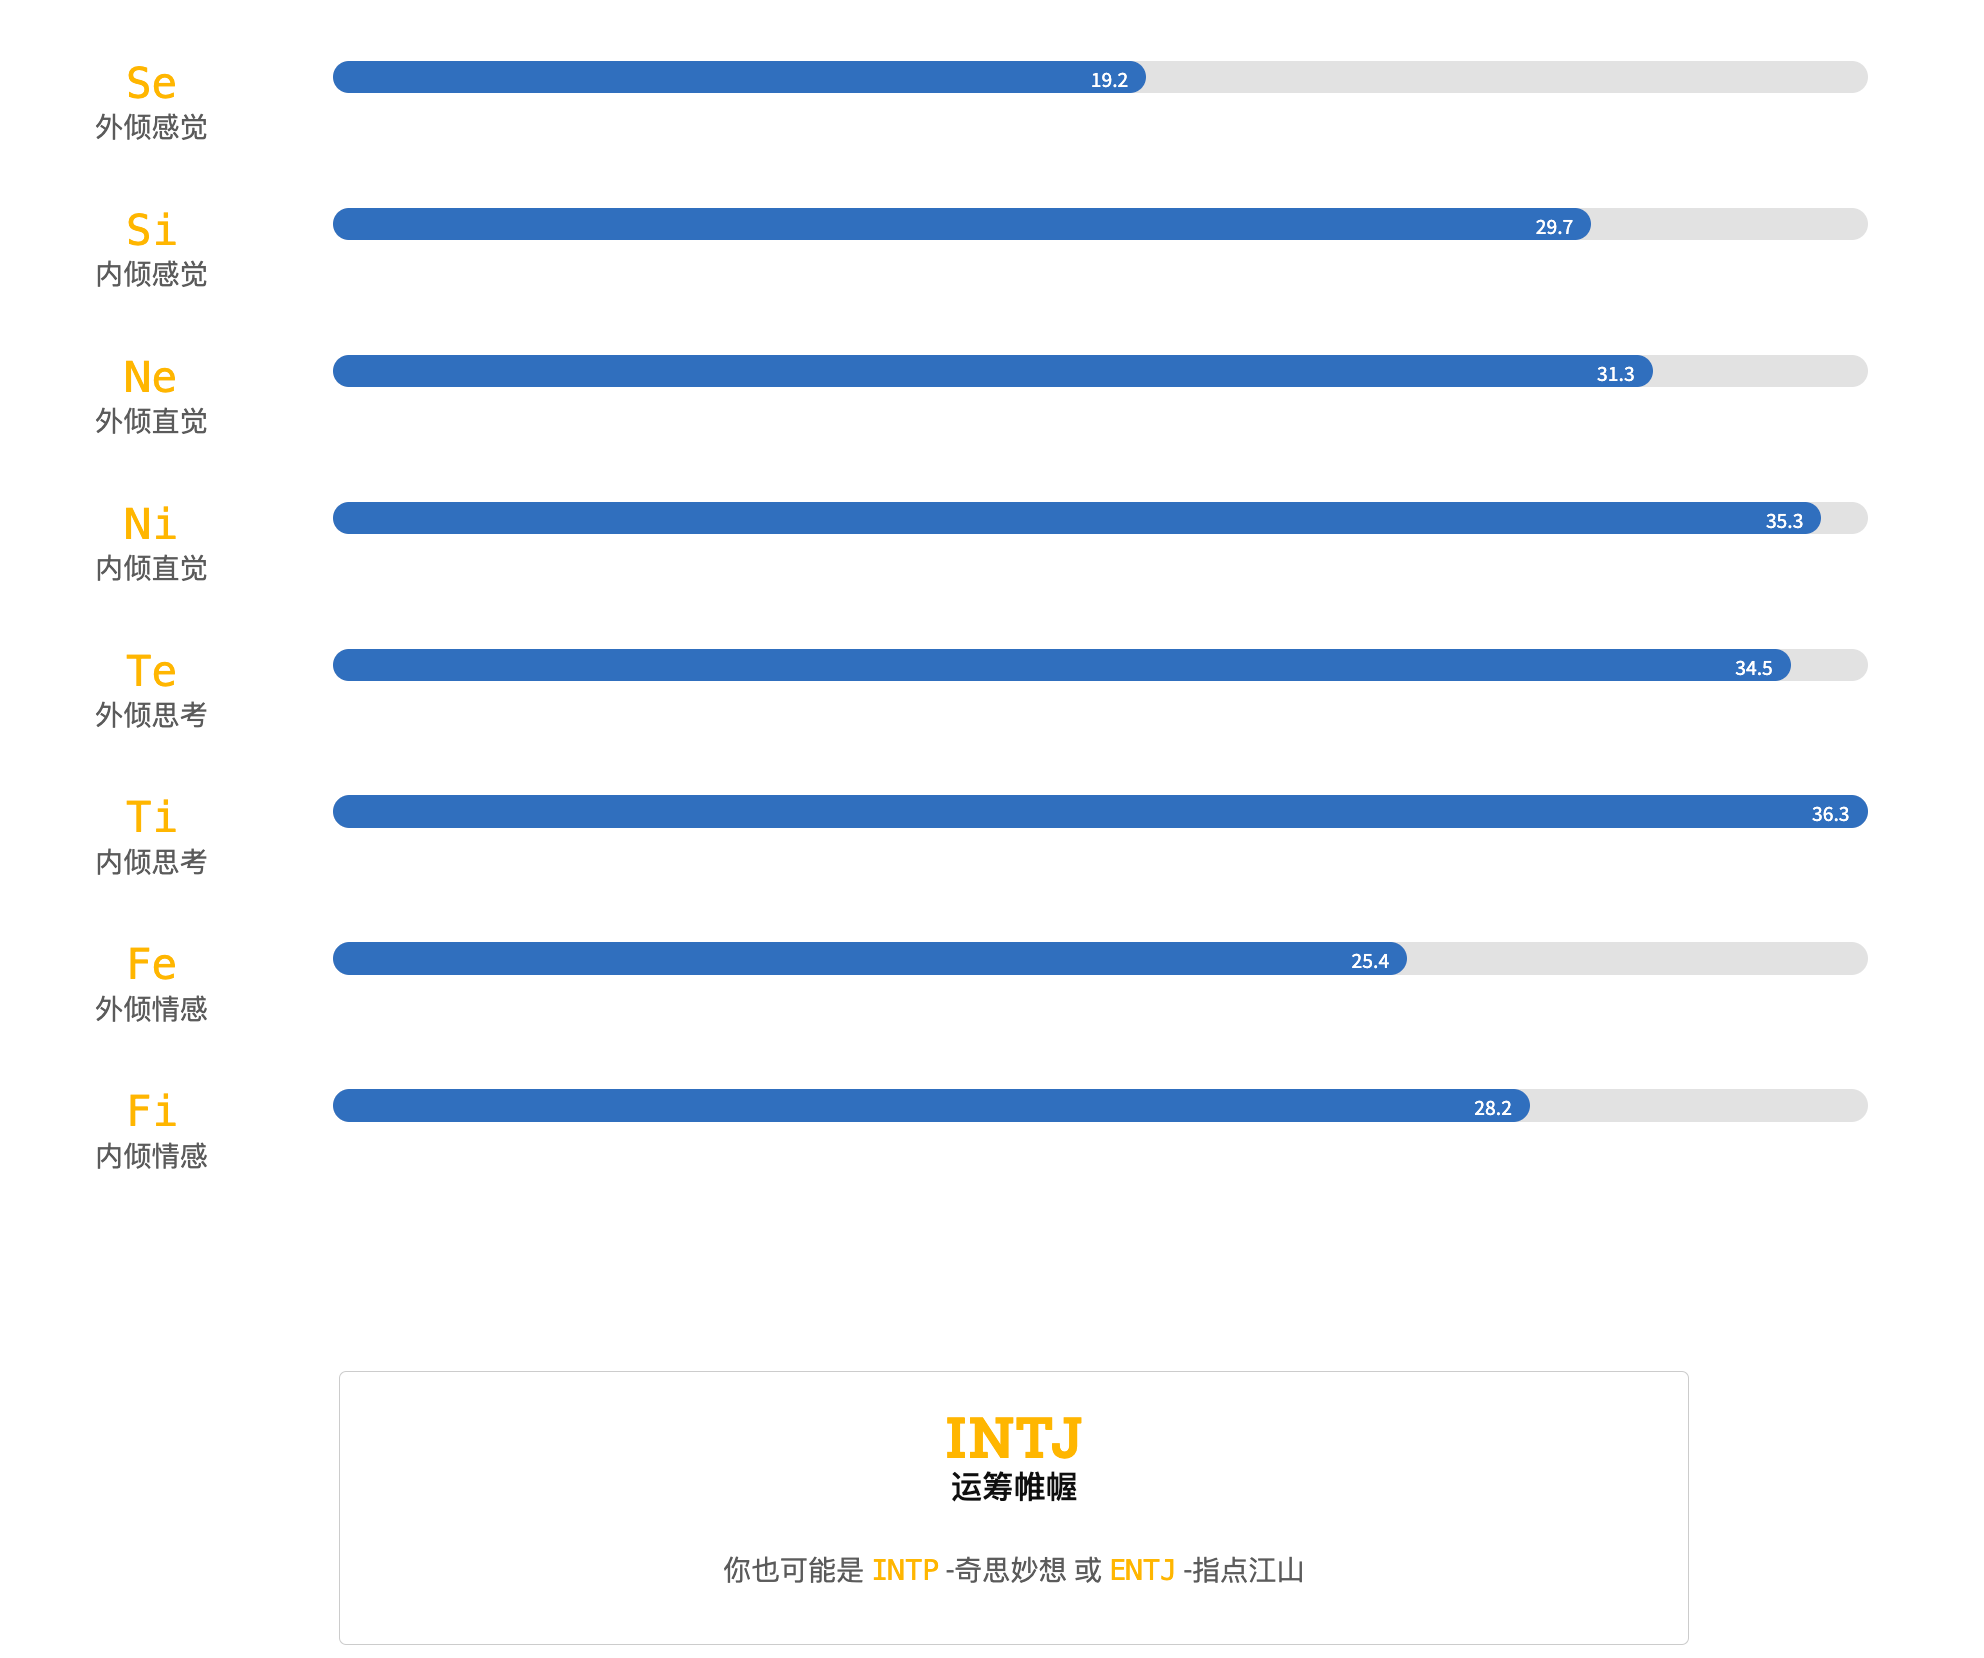 Se
外倾感觉
19.2
Si
内倾感觉
29.7
Ne
外倾直觉
31.3
Ni
内倾直觉
35.3
Te
外倾思考
34.5
Ti
内倾思考
36.3
Fe
外倾情感
25.4
Fi
内倾情感
28.2
INTJ
运筹帷幄
你也可能是 INTP -奇思妙想 或 ENTJ -指点江山